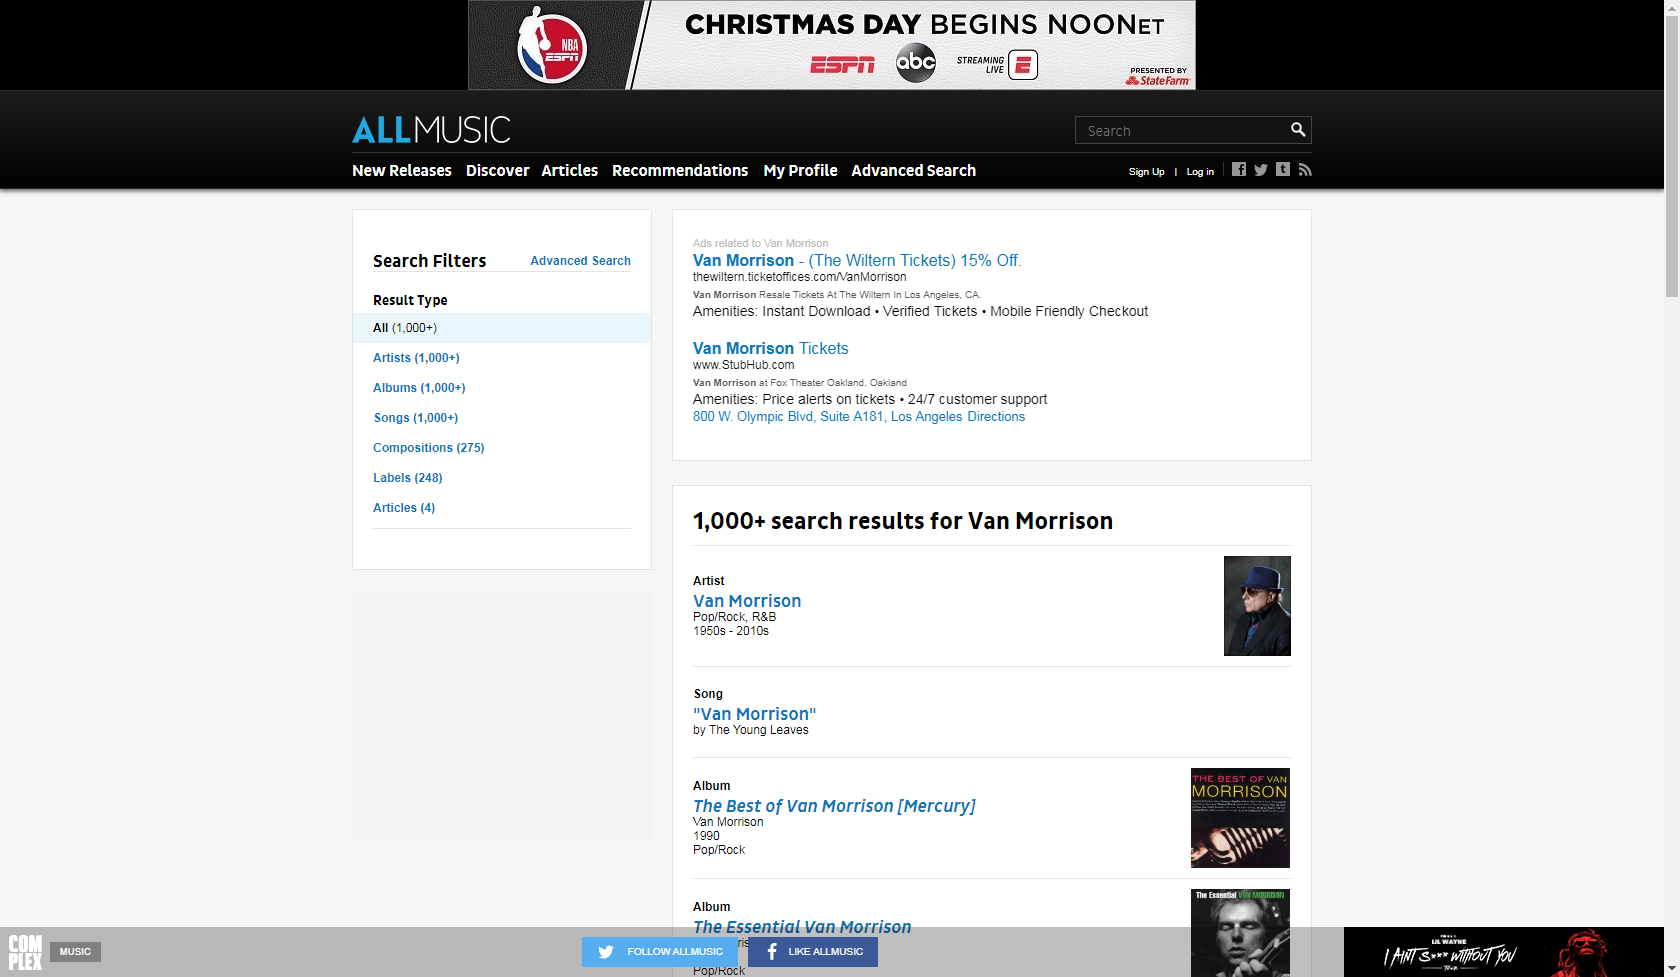 CHRISTMAS DAY BEGINS NOONET
NBA
ESPN
ESPN
abc
STREAMING
LIVE
E
PRESENTED BY
StateFarm
ALLMUSIC
Search
New Releases Discover Articles Recommendations My Profile Advanced Search
Sign Up | Log in
Search Filters Advanced Search
Result Type
All (1,000+)
Artists (1,000+)
Albums (1,000+)
Songs (1,000+)
Compositions (275)
Labels (248)
Articles (4)
Ads related to Van Morrison
Van Morrison - (The Wiltern Tickets) 15% Off.
thewiltern.ticketoffices.com/VanMorrison
Van Morrison Resale Tickets At The Wiltern In Los Angeles, CA.
Amenities: Instant Download • Verified Tickets • Mobile Friendly Checkout
Van Morrison Tickets
www.StubHub.com
Van Morrison at Fox Theater Oakland. Oakland
Amenities: Price alerts on tickets • 24/7 customer support
800 W. Olympic Blvd, Suite A181, Los Angeles Directions
1,000+ search results for Van Morrison
Artist
Van Morrison
Pop/Rock, R&B
1950s - 2010s
Song
"Van Morrison"
by The Young Leaves
Album
The Best of Van Morrison [Mercury]
Van Morrison
1990
Pop/Rock
THE BEST OF VAN
MORRISON
Album
The Essential Van Morrison
Pop/Rock
The Essential VAN MORRISON
COMPLEX
MUSIC
FOLLOW ALLMUSIC
LIKE ALLMUSIC
LIL WAYNE
I AIN'T S*** WITHOUT YOU
TOUR